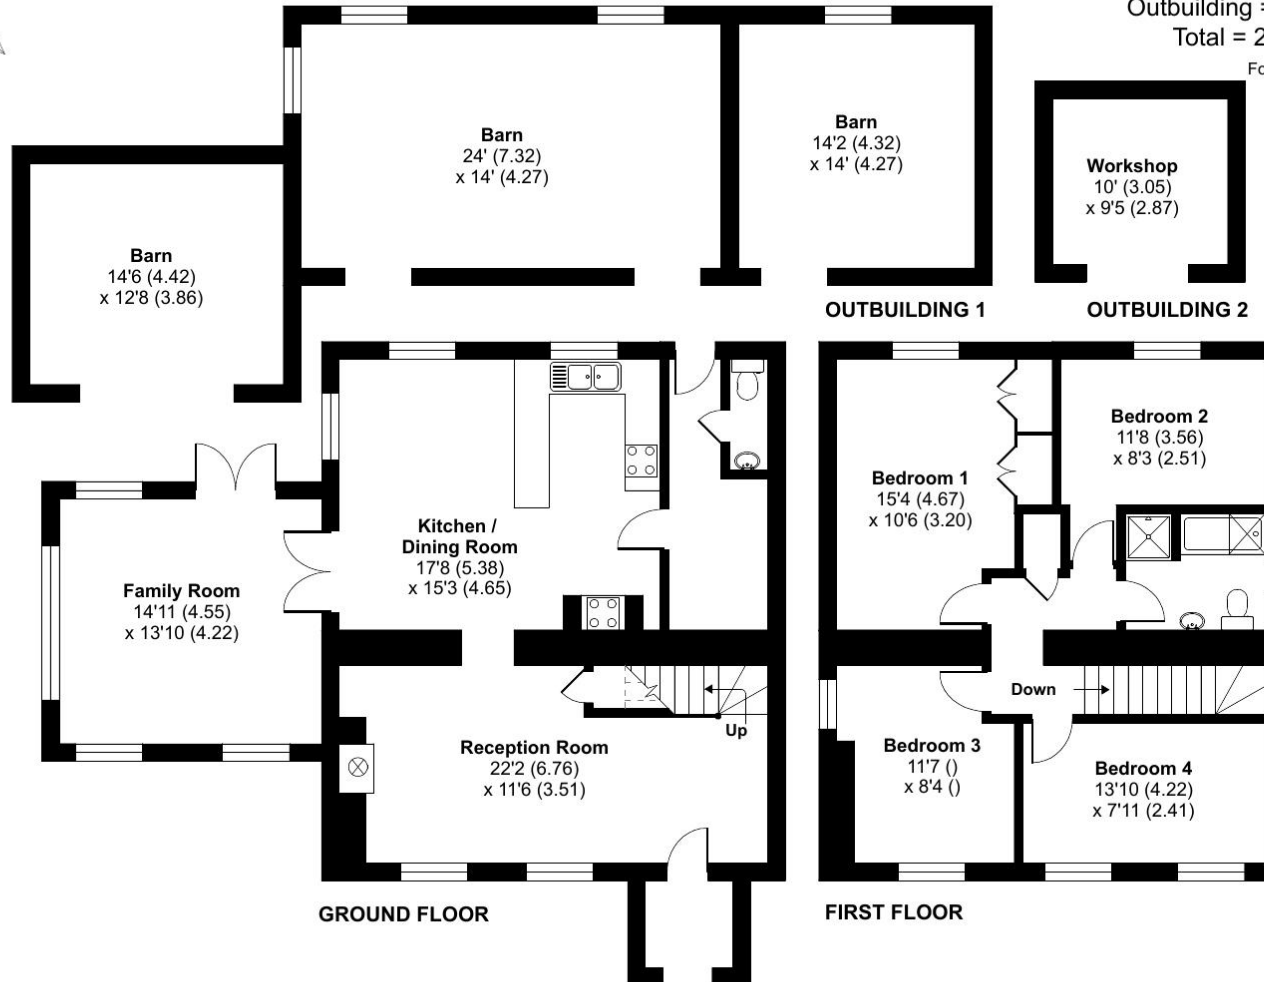 Outbuilding =
Total = 2
Fo
Barn
24' (7.32)
x 14' (4.27)
Barn
14'2 (4.32)
x 14' (4.27)
Workshop
10' (3.05)
x 9'5 (2.87)
Barn
14'6 (4.42)
x 12'8 (3.86)
OUTBUILDING 1
OUTBUILDING 2
Kitchen /
Dining Room
17'8 (5.38)
x 15'3 (4.65)
Family Room
14'11 (4.55)
x 13'10 (4.22)
Reception Room
22'2 (6.76)
x 11'6 (3.51)
Up
GROUND FLOOR
Bedroom 1
15'4 (4.67)
x 10'6 (3.20)
Bedroom 2
11'8 (3.56)
x 8'3 (2.51)
Down
Bedroom 3
11'7 ()
x 8'4 ()
Bedroom 4
13'10 (4.22)
x 7'11 (2.41)
FIRST FLOOR